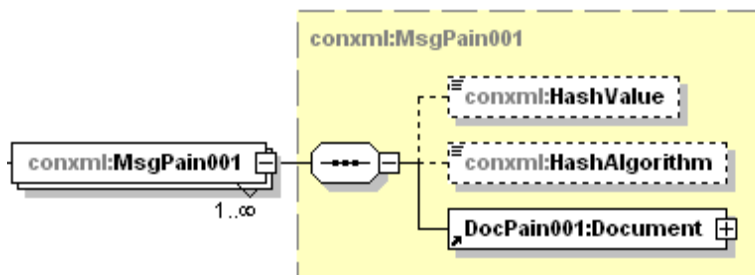 conxml:MsgPain001
conxml:HashValue
conxml:MsgPain001
conxml:HashAlgorithm
1..∞
DocPain001:Document